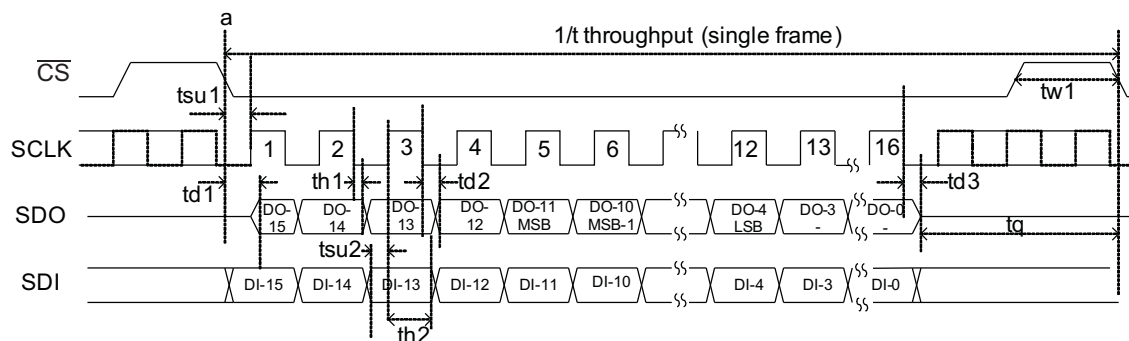 a
1/t throughput (single frame)
CS
tsu1
tw1
SCLK
1 2 3 4 5 6 12 13 16
td1
th1
td2
td3
SDO
DO-15 DO-14 DO-13 DO-12 DO-11 MSB DO-10 MSB-1 DO-4 LSB DO-3 - DO-0 -
tsu2
tq
SDI
DI-15 DI-14 DI-13 DI-12 DI-11 DI-10 DI-4 DI-3 DI-0
th2